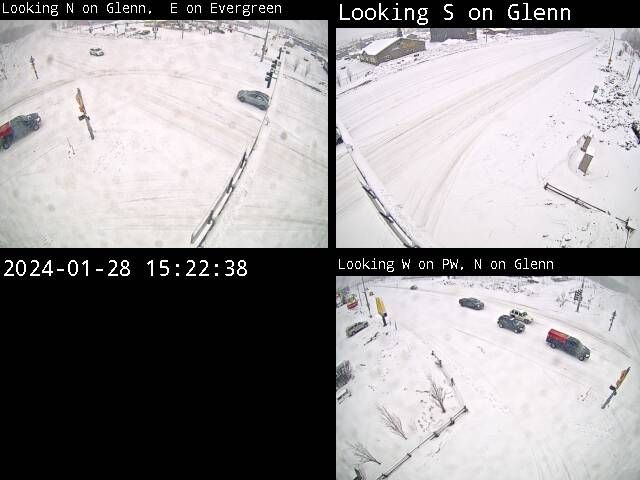 Looking N on Glenn,  E on Evergreen
Looking S on Glenn
2024-01-28 15:22:38
Looking W on PW, N on Glenn